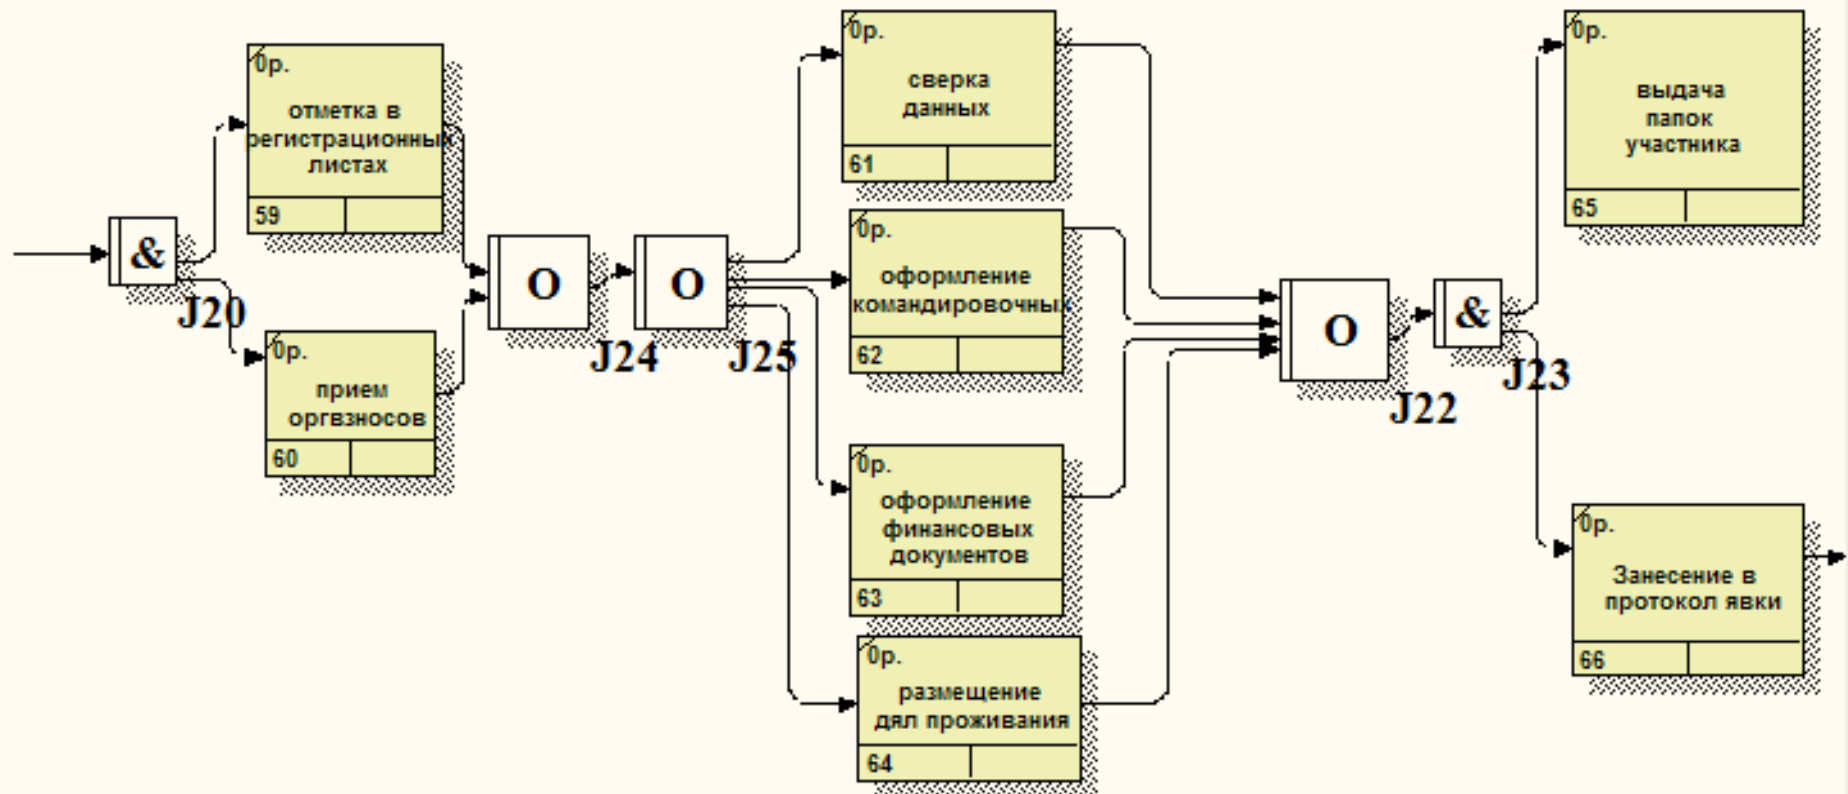 0р.
отметка в
регистрационных
листах
59
&
J20
0р.
прием
оргвзносов
60
O
J24
O
J25
0р.
сверка
данных
61
0р.
оформление
командировочных
62
0р.
оформление
финансовых
документов
63
0р.
размещение
дял проживания
64
O
J22
&
J23
0р.
выдача
папок
участника
65
0р.
Занесение в
протокол явки
66